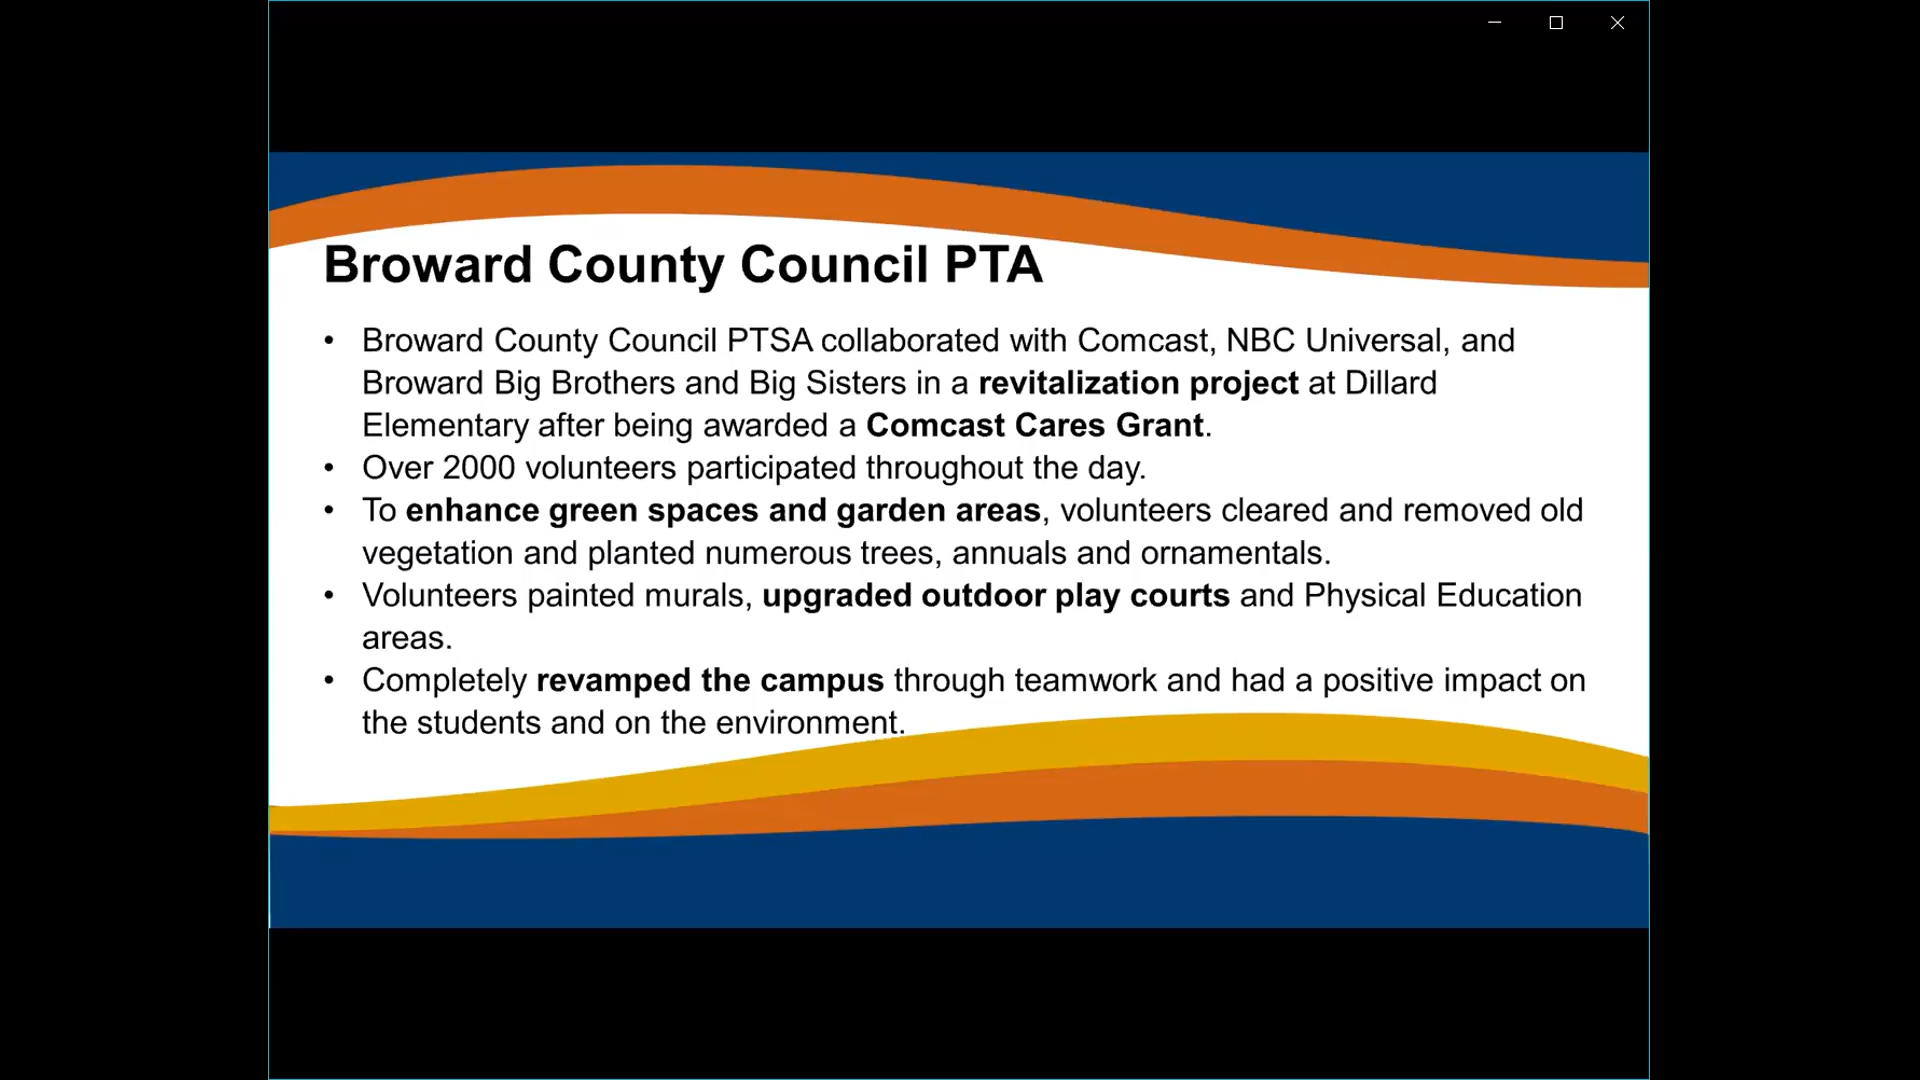 Broward County Council PTA
• Broward County Council PTSA collaborated with Comcast, NBC Universal, and
Broward Big Brothers and Big Sisters in a revitalization project at Dillard
Elementary after being awarded a Comcast Cares Grant.
• Over 2000 volunteers participated throughout the day.
• To enhance green spaces and garden areas, volunteers cleared and removed old
vegetation and planted numerous trees, annuals and ornamentals.
• Volunteers painted murals, upgraded outdoor play courts and Physical Education
areas.
• Completely revamped the campus through teamwork and had a positive impact on
the students and on the environment.